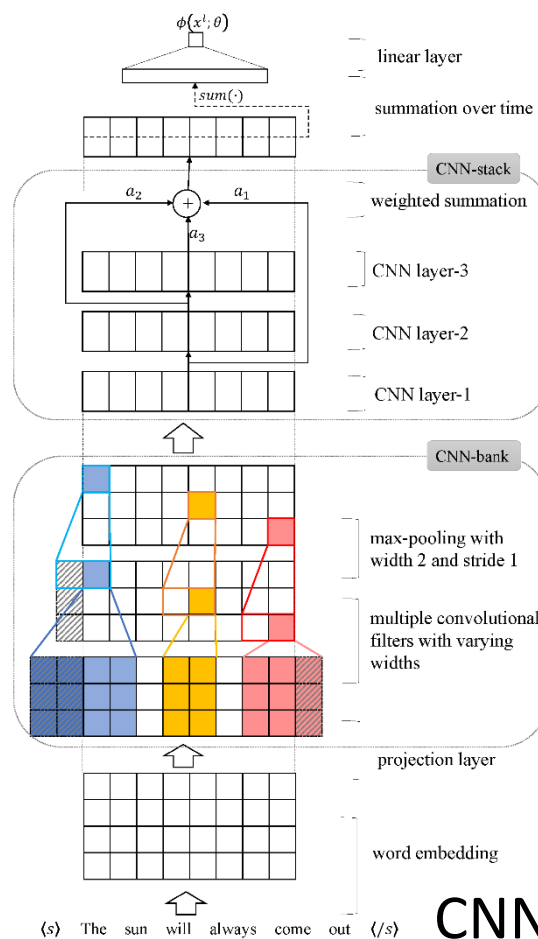 ϕ(xˡ; θ)
linear layer
sum(·)
summation over time
CNN-stack
a₂
a₁
weighted summation
+
a₃
CNN layer-3
CNN layer-2
CNN layer-1
CNN-bank
max-pooling with
width 2 and stride 1
multiple convolutional
filters with varying
widths
projection layer
word embedding
⟨s⟩ The sun will always come out ⟨/s⟩
CNN